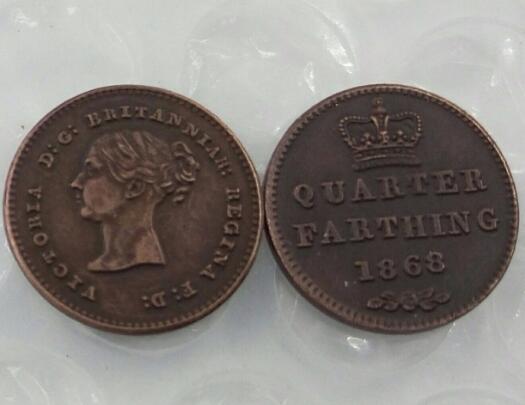 VICTORIA D: G: BRITANNIAR: REGINA F: D:
QUARTER
FARTHING
1868